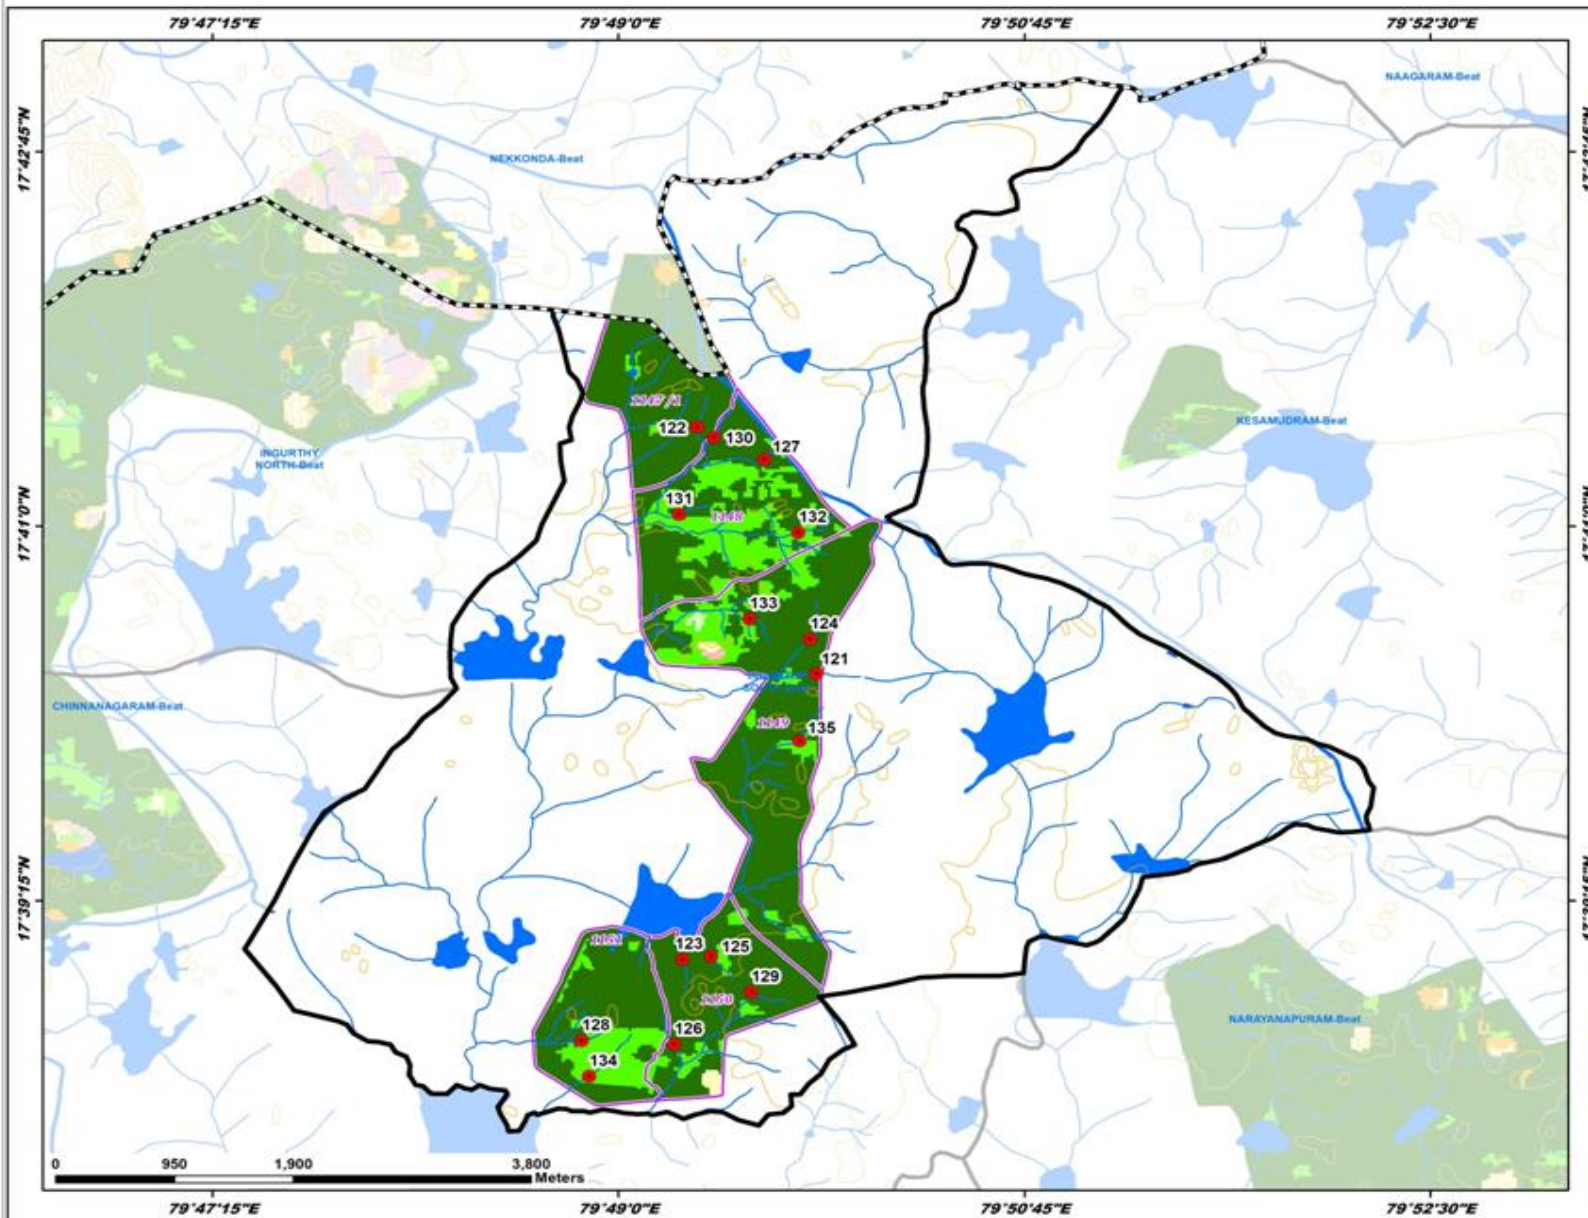 79°47'15"E 79°49'0"E 79°50'45"E 79°52'30"E
NAAGARAM-Beat
17°42'45"N
NEKKONDA-Beat
1147/1
122
130
127
KESAMUDRAM-Beat
INGURTHY
NORTH-Beat
131
1148
132
17°41'0"N
133
124
121
CHINNANAGARAM-Beat
1149
135
17°39'15"N
1151
123
125
129
1150
NARAYANAPURAM-Beat
128
126
134
0 950 1,900 3,800
Meters
79°47'15"E 79°49'0"E 79°50'45"E 79°52'30"E